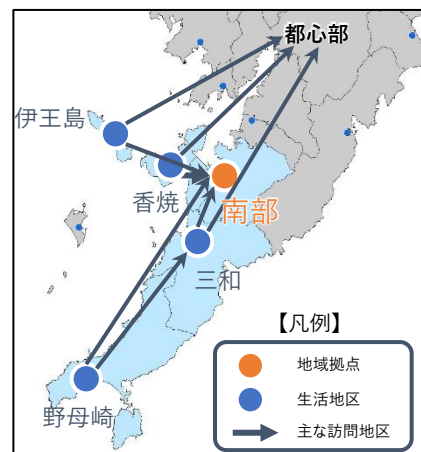 都心部
伊王島
香焼
南部
三和
野母崎
【凡例】
地域拠点
生活地区
主な訪問地区